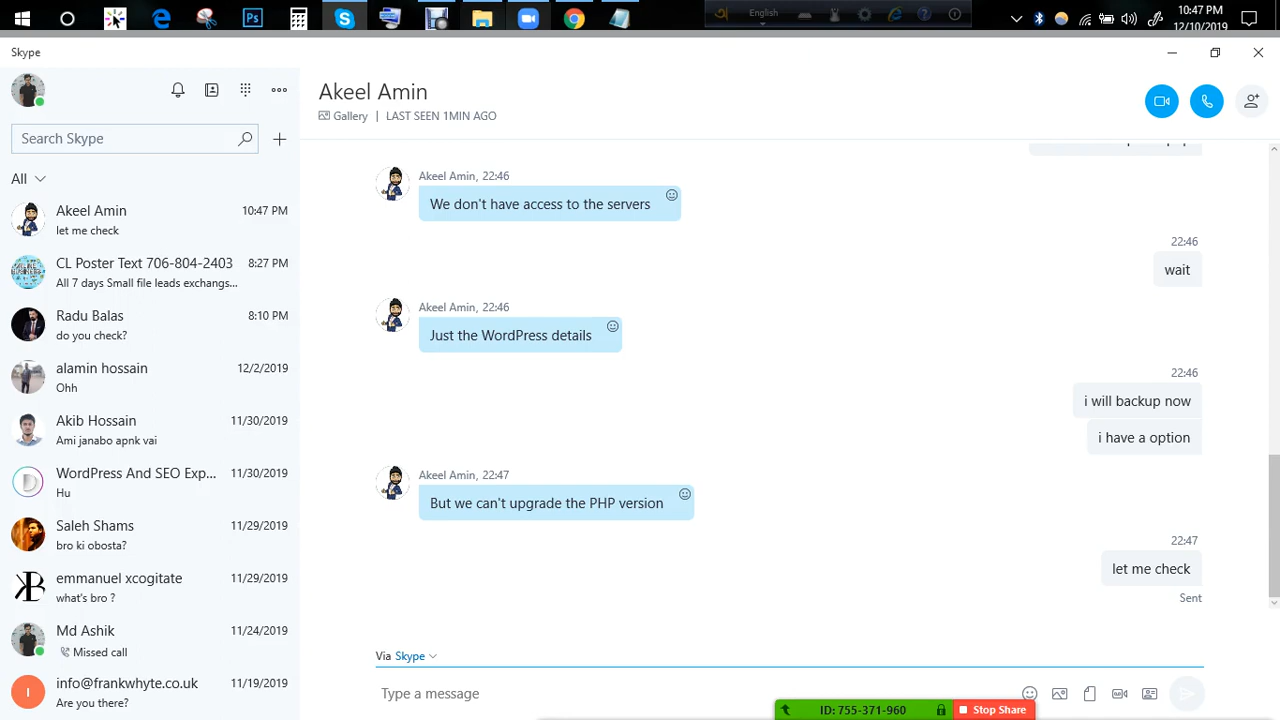 English
10:47 PM
12/10/2019
Skype
Search Skype
All
Akeel Amin
10:47 PM
let me check
CL Poster Text 706-804-2403
8:27 PM
All 7 days Small file leads exchangs...
Radu Balas
8:10 PM
do you check?
alamin hossain
12/2/2019
Ohh
Akib Hossain
11/30/2019
Ami janabo apnk vai
WordPress And SEO Exp...
11/30/2019
Hu
Saleh Shams
11/29/2019
bro ki obosta?
emmanuel xcogitate
11/29/2019
what's bro ?
Md Ashik
11/24/2019
Missed call
info@frankwhyte.co.uk
11/19/2019
Are you there?
Akeel Amin
Gallery | LAST SEEN 1MIN AGO
Akeel Amin, 22:46
We don't have access to the servers
22:46
wait
Akeel Amin, 22:46
Just the WordPress details
22:46
i will backup now
i have a option
Akeel Amin, 22:47
But we can't upgrade the PHP version
22:47
let me check
Sent
Via Skype
Type a message
ID: 755-371-960
Stop Share